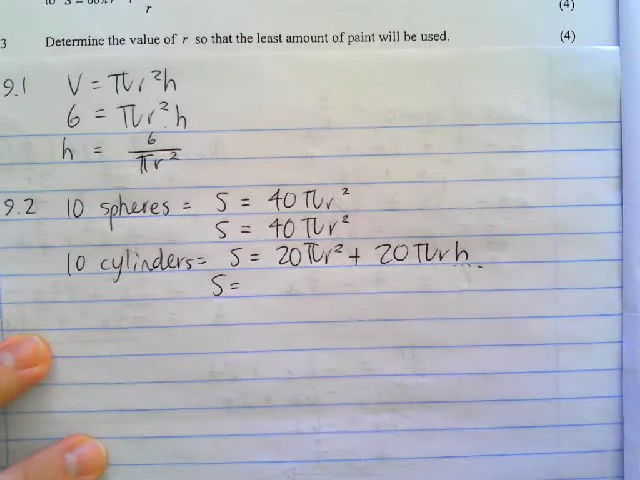 r
(4)
3 Determine the value of r so that the least amount of paint will be used. (4)
9.1 V = πr²h
6 = πr²h
h = 6/πr²
9.2 10 spheres = S = 40πr²
S = 40πr²
10 cylinders = S = 20πr² + 20πrh.
S =